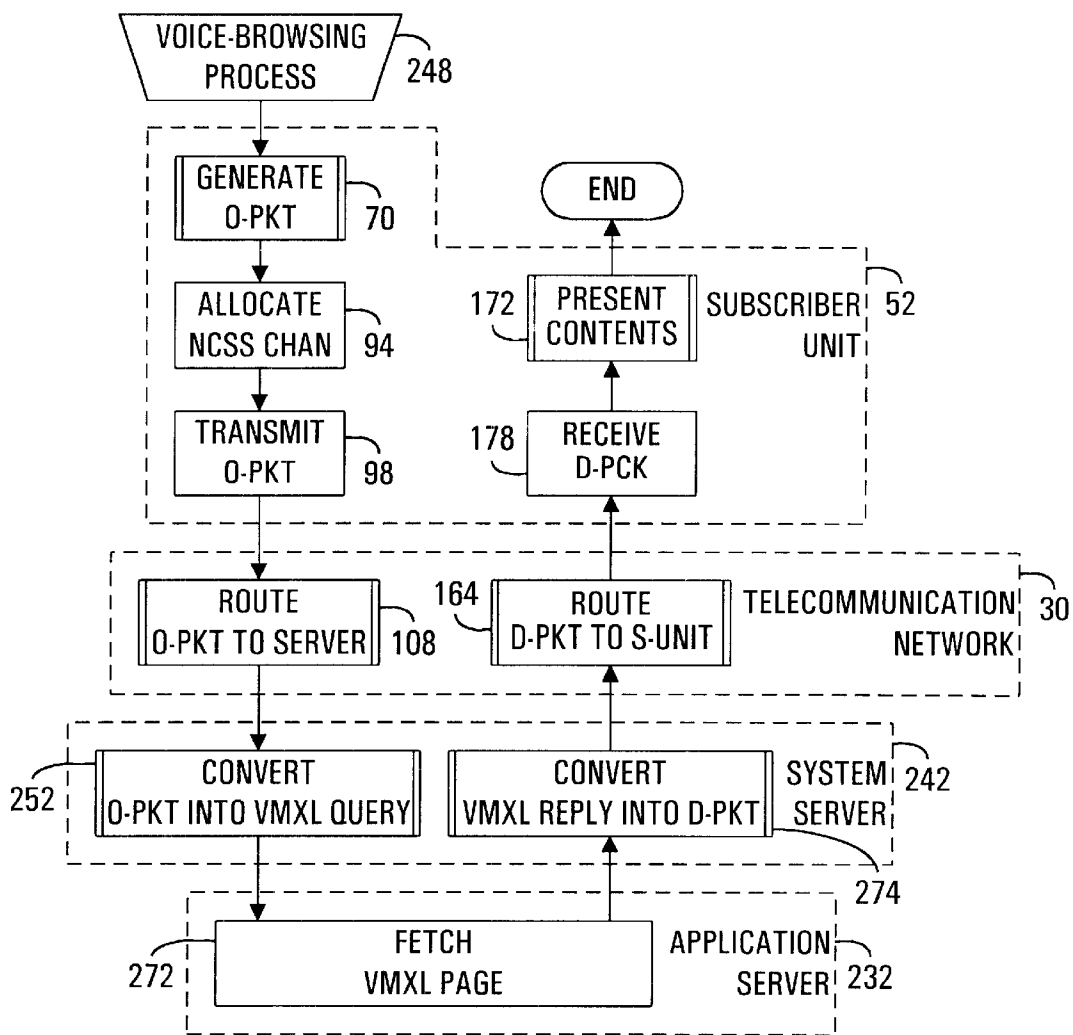 VOICE-BROWSING
PROCESS
248
GENERATE
O-PKT
70
ALLOCATE
NCSS CHAN
94
TRANSMIT
O-PKT
98
END
172
PRESENT
CONTENTS
SUBSCRIBER
UNIT
52
178
RECEIVE
D-PCK
ROUTE
O-PKT TO SERVER
108
164
ROUTE
D-PKT TO S-UNIT
TELECOMMUNICATION
NETWORK
30
252
CONVERT
O-PKT INTO VMXL QUERY
CONVERT
VMXL REPLY INTO D-PKT
274
SYSTEM
SERVER
242
272
FETCH
VMXL PAGE
APPLICATION
SERVER
232